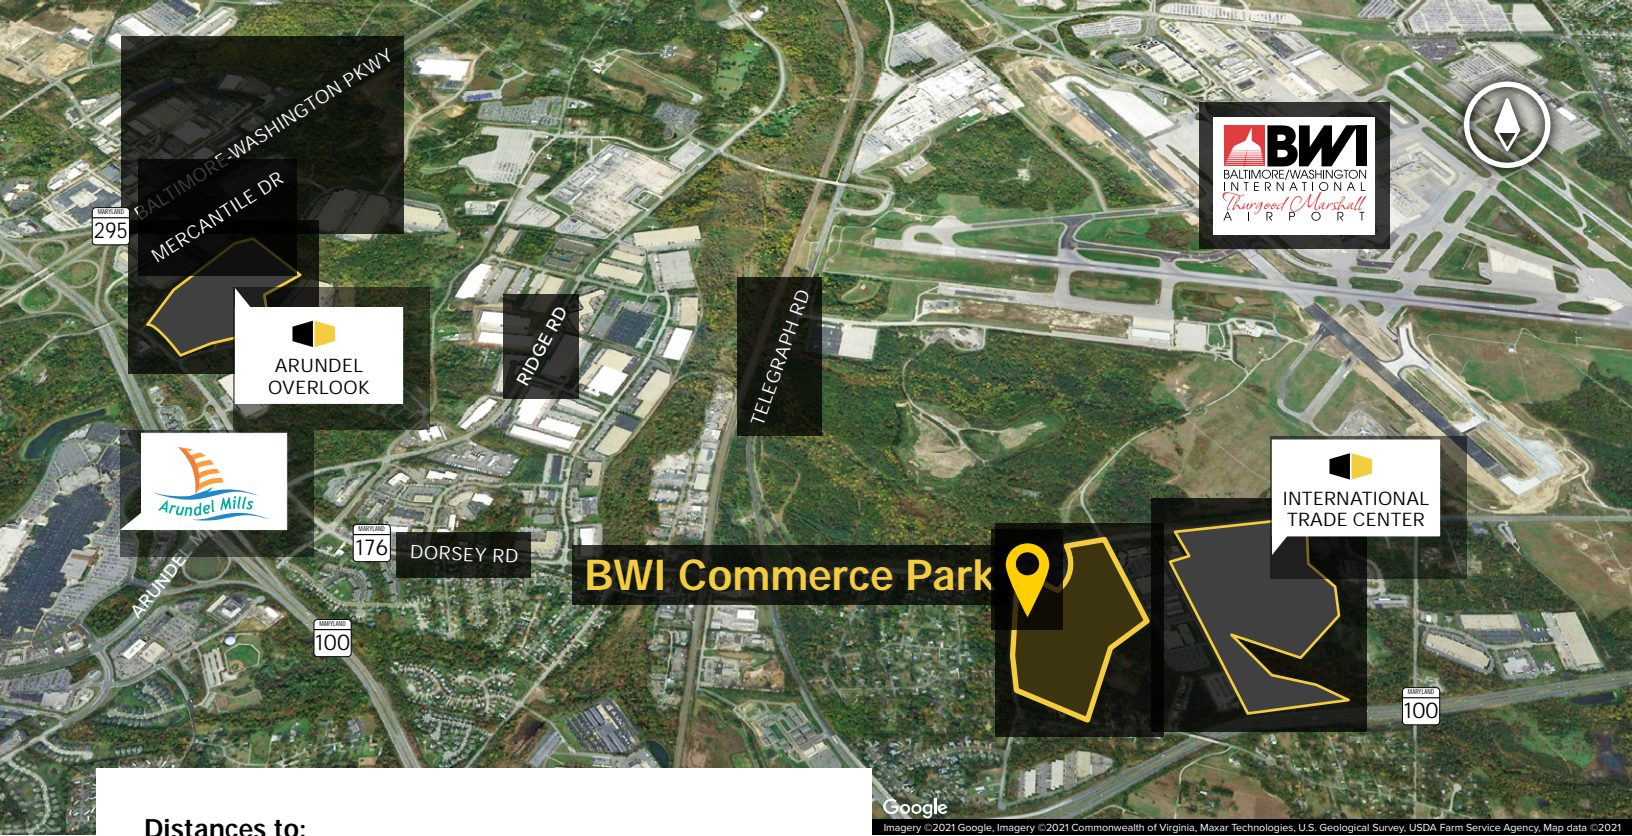 BALTIMORE-WASHINGTON PKWY
MERCANTILE DR
MARYLAND
295
BWI
BALTIMORE/WASHINGTON
INTERNATIONAL
Thurgood Marshall
AIRPORT
RIDGE RD
TELEGRAPH RD
ARUNDEL
OVERLOOK
Arundel Mills
INTERNATIONAL
TRADE CENTER
MARYLAND
176
DORSEY RD
BWI Commerce Park
ARUNDEL
MARYLAND
100
MARYLAND
100
Distances to:
Google
Imagery ©2021 Google, Imagery ©2021 Commonwealth of Virginia, Maxar Technologies, U.S. Geological Survey, USDA Farm Service Agency, Map data ©2021